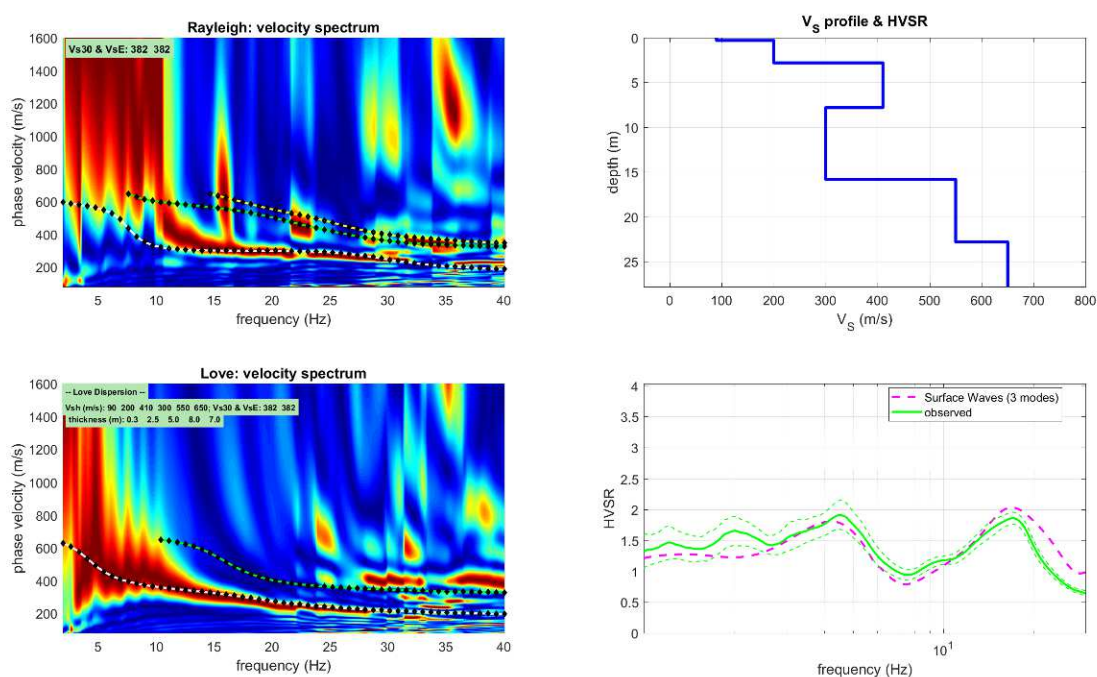 Rayleigh: velocity spectrum
1600
1400
1200
1000
800
600
400
200
phase velocity (m/s)
Vs30 & VsE: 382 382
5 10 15 20 25 30 35 40
frequency (Hz)
V_S profile & HVSR
0
5
10
15
20
25
depth (m)
0 100 200 300 400 500 600 700 800
V_S (m/s)
Love: velocity spectrum
1600
1400
1200
1000
800
600
400
200
phase velocity (m/s)
-- Love Dispersion --
Vsh (m/s): 90 200 410 300 550 650; Vs30 & VsE: 382 382
thickness (m): 0.3 2.5 5.0 8.0 7.0
5 10 15 20 25 30 35 40
frequency (Hz)
4
3.5
3
2.5
2
1.5
1
0.5
0
HVSR
Surface Waves (3 modes)
observed
10^1
frequency (Hz)